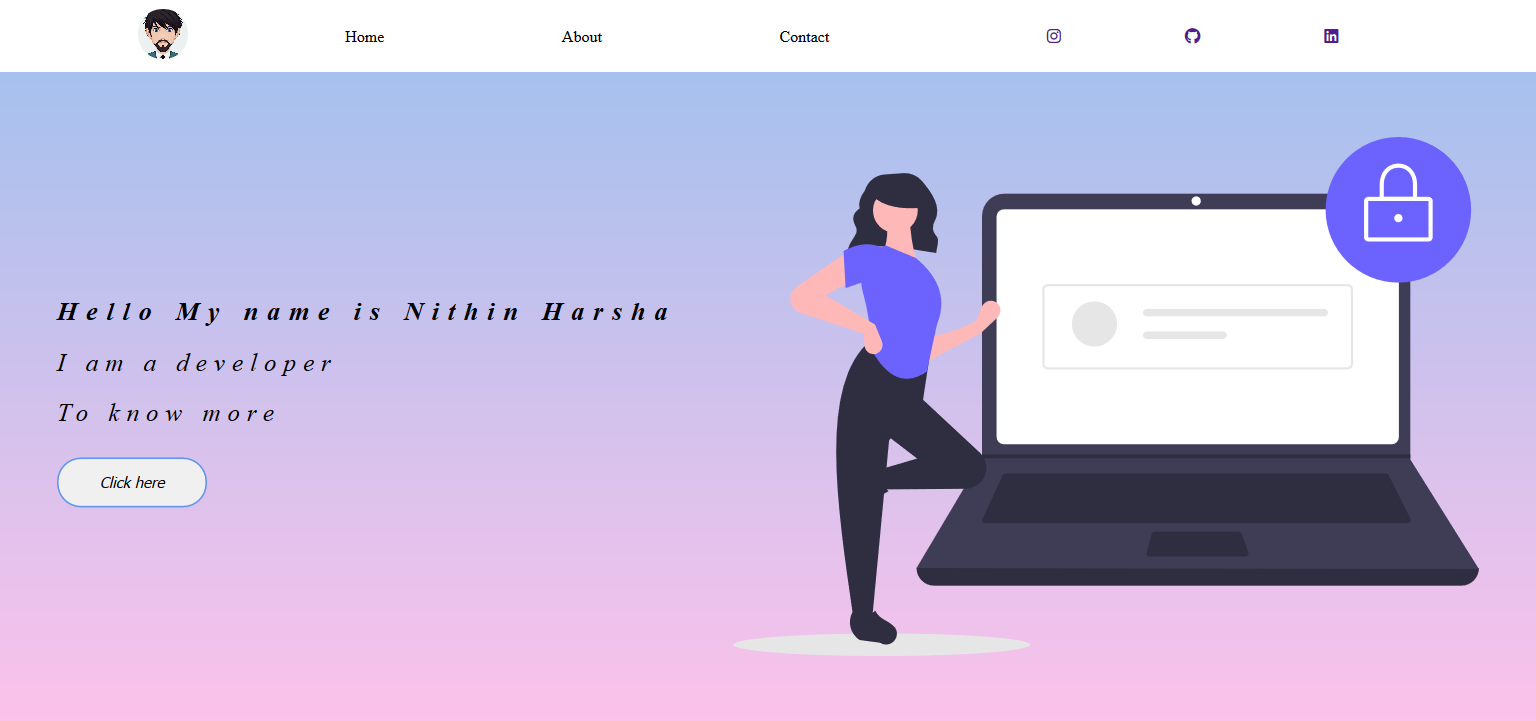 Home About Contact
Hello My name is Nithin Harsha
I am a developer
To know more
Click here